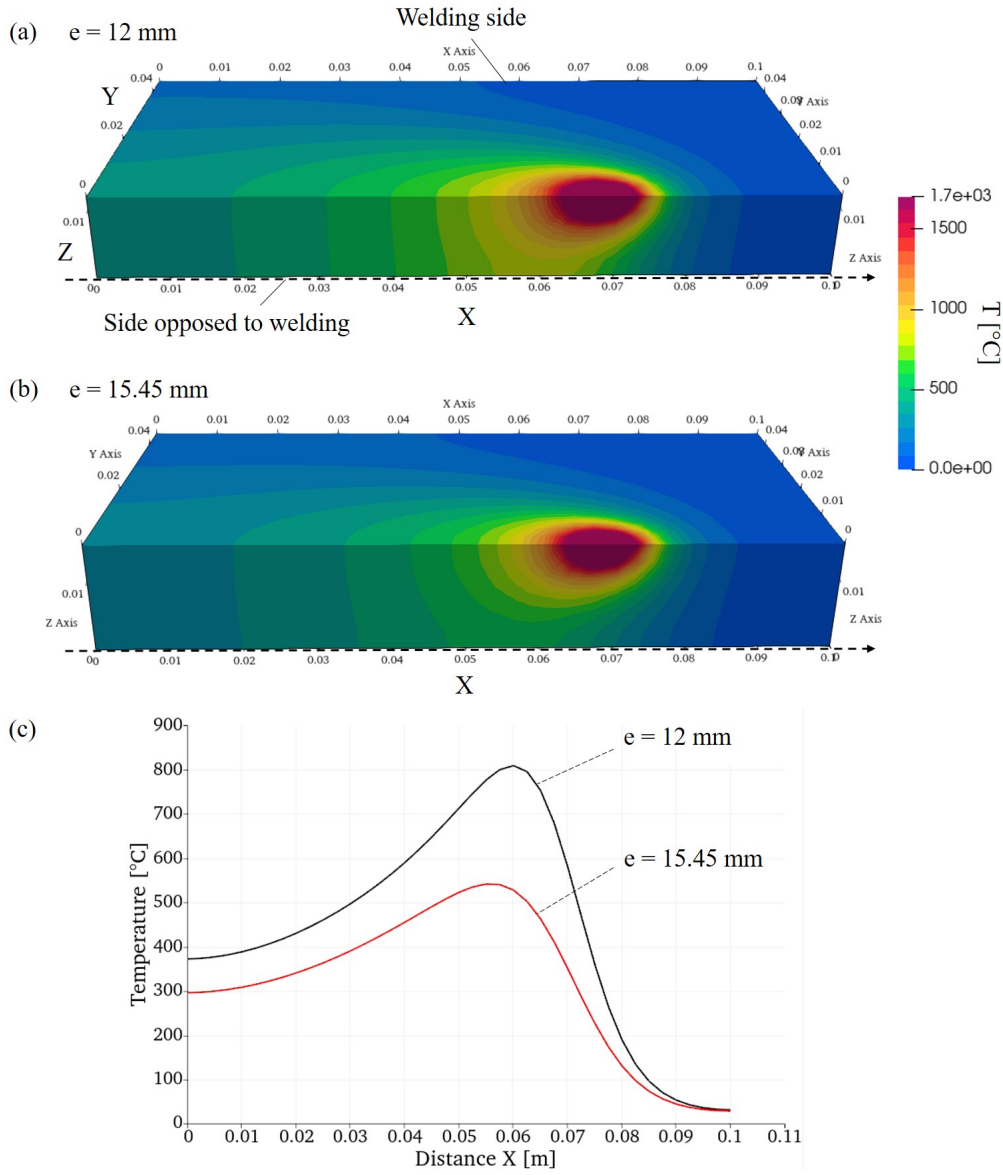 Welding side
(a) e = 12 mm
X Axis
0 0.01 0.02 0.03 0.04 0.05 0.06 0.07 0.08 0.09 0.1
0.04 Y 0.04
0.02 Y Axis 0.02
0.01
0 0
0.01 0.01
Z Z Axis
0 0.01 0.02 0.03 0.04 0.05 0.06 0.07 0.08 0.09 0.1
Side opposed to welding X
1.7e+03
1500
1000
500
0.0e+00
T [°C]
(b) e = 15.45 mm
X Axis
0 0.01 0.02 0.03 0.04 0.05 0.06 0.07 0.08 0.09 0.1
0.04 0.04
Y Axis Y Axis
0.02 0.02
0.01
0 0
0.01 0.01
Z Axis Z Axis
0 0.01 0.02 0.03 0.04 0.05 0.06 0.07 0.08 0.09 0.1
X
(c)
900
800
700
600
500
400
300
200
100
0
Temperature [°C]
e = 12 mm
e = 15.45 mm
0 0.01 0.02 0.03 0.04 0.05 0.06 0.07 0.08 0.09 0.1 0.11
Distance X [m]